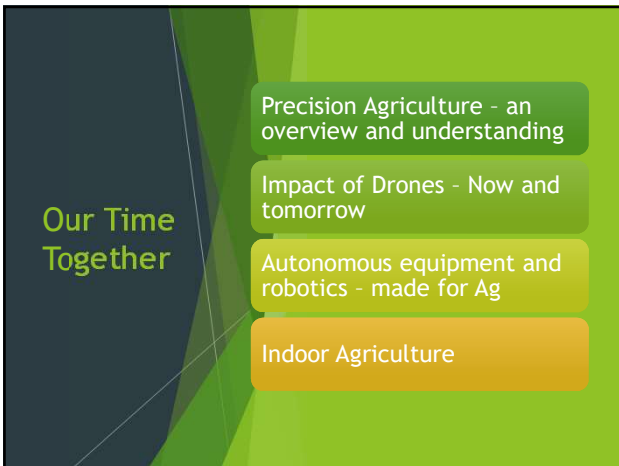 Our Time
Together
Precision Agriculture – an
overview and understanding
Impact of Drones – Now and
tomorrow
Autonomous equipment and
robotics – made for Ag
Indoor Agriculture